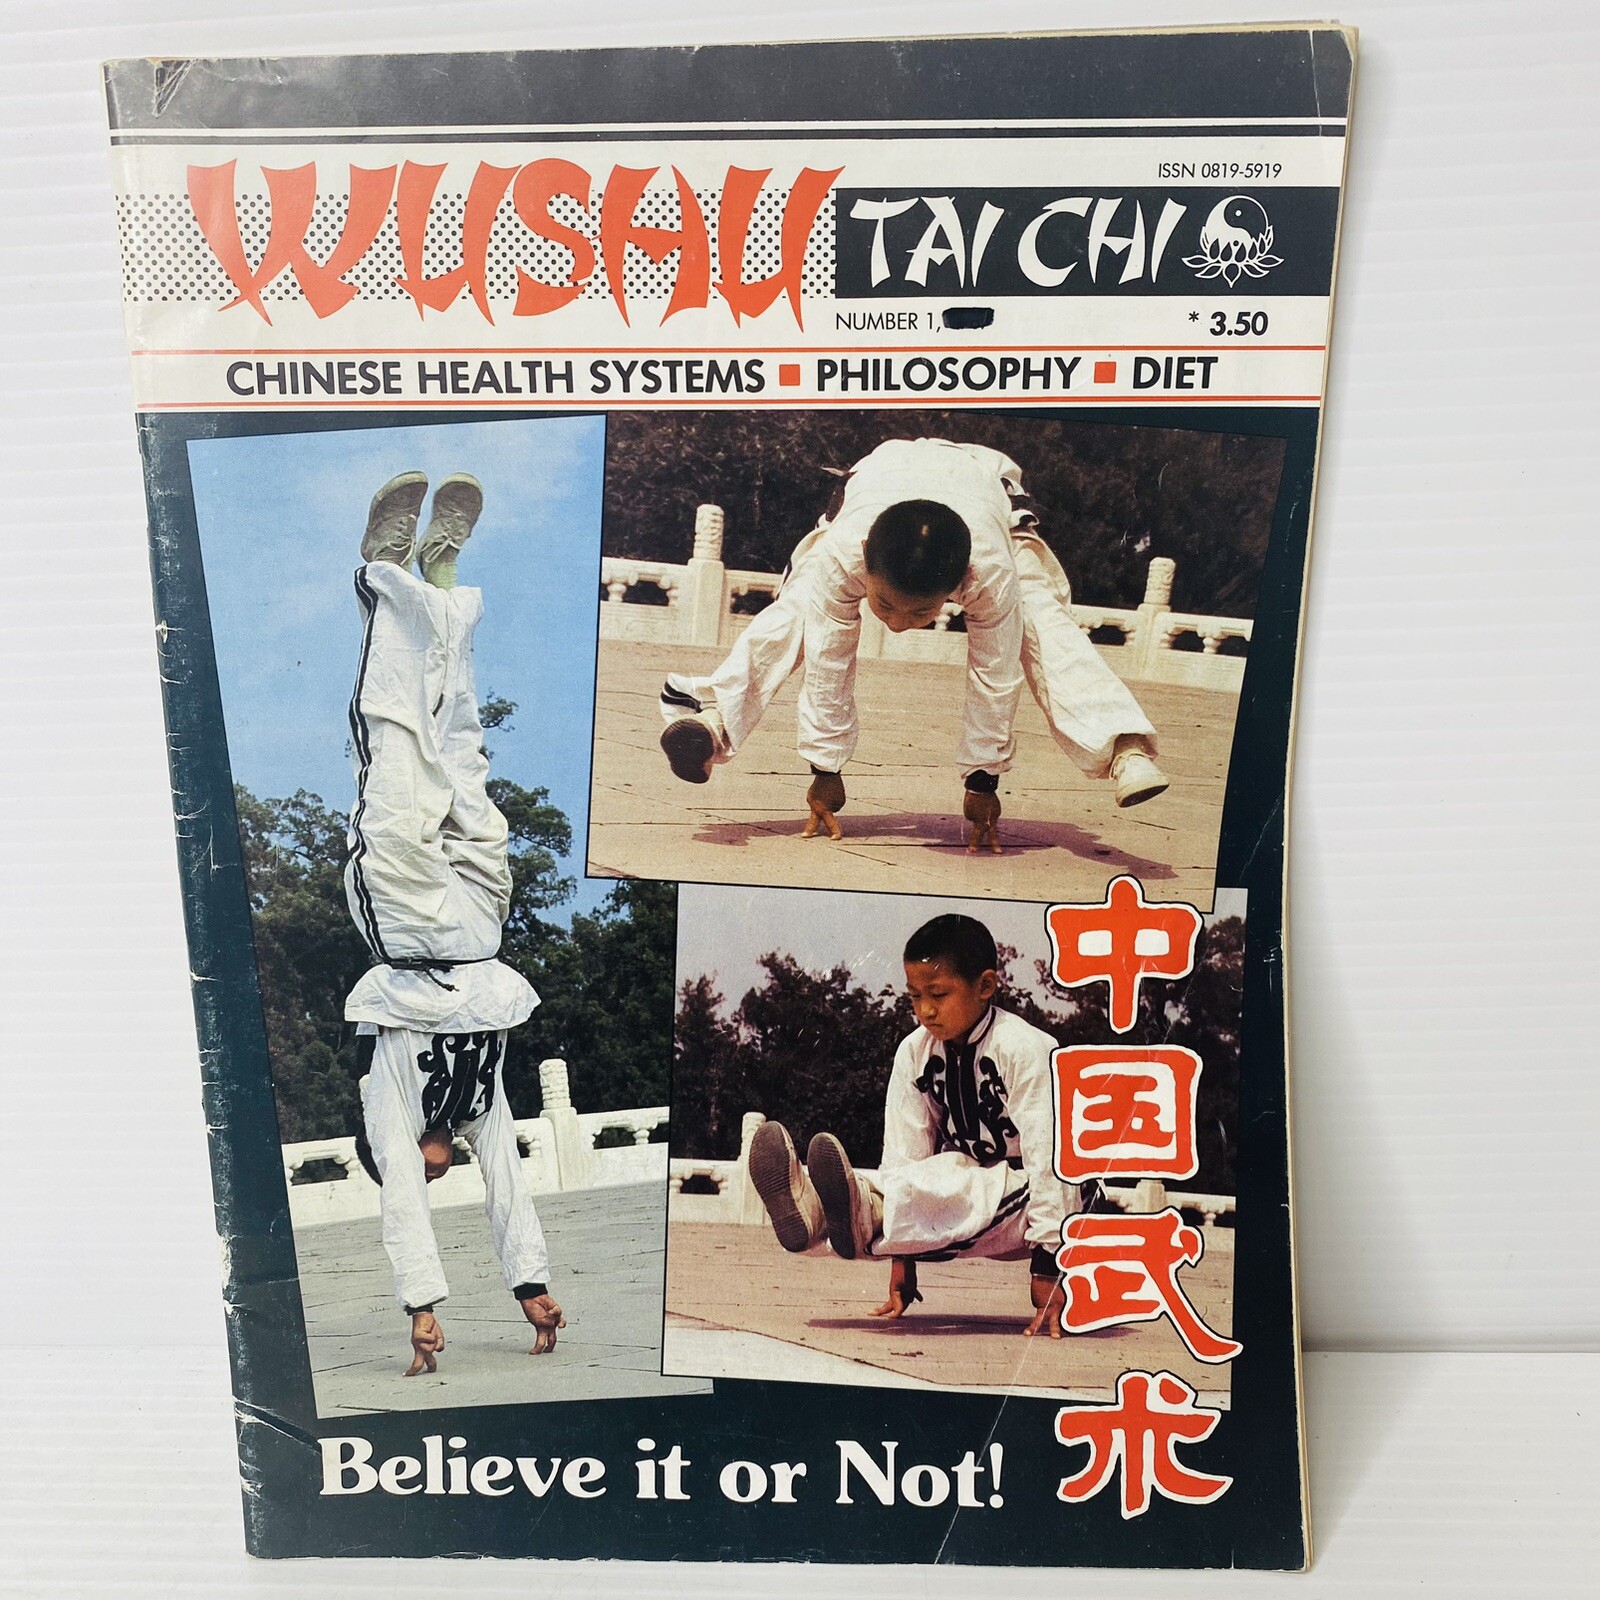 ISSN 0819-5919
WUSHU TAI CHI
NUMBER 1,
* 3.50
CHINESE HEALTH SYSTEMS ▪ PHILOSOPHY ▪ DIET
中国武术
Believe it or Not!